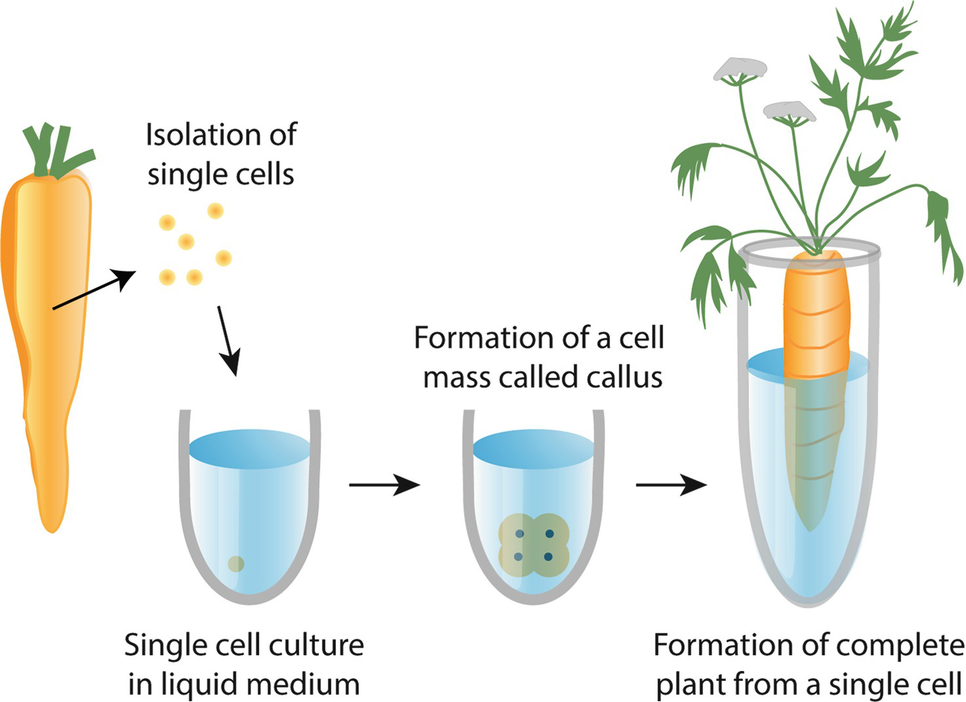 Isolation of
single cells
Single cell culture
in liquid medium
Formation of a cell
mass called callus
Formation of complete
plant from a single cell